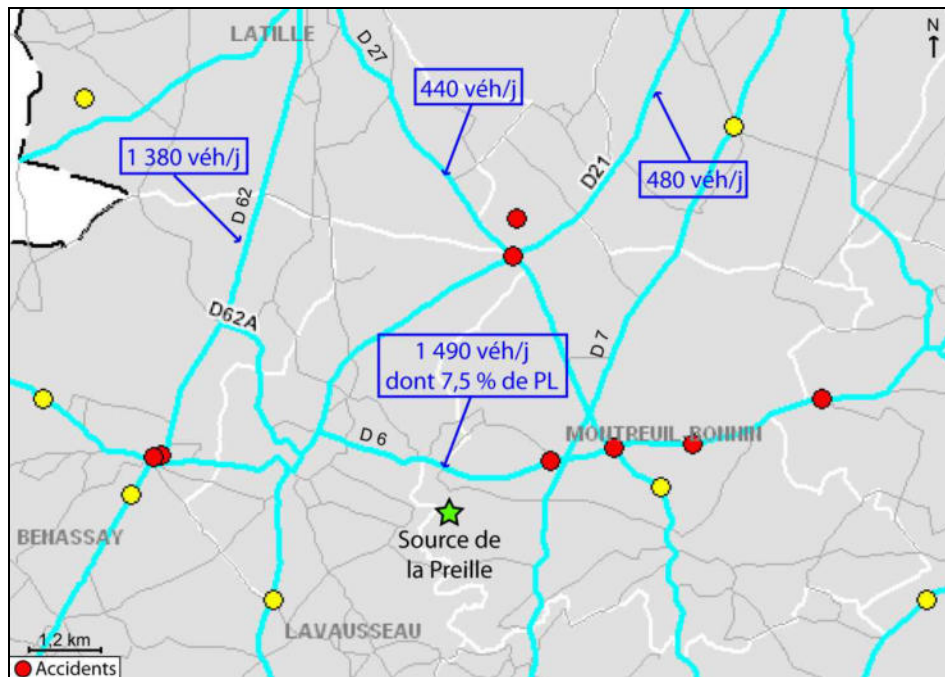 LATILLE
N
D 27
440 véh/j
1 380 véh/j
D 62
D21
480 véh/j
D62A
1 490 véh/j
dont 7,5 % de PL
D 7
D 6
MONTREUIL-BONNIN
Source de
la Preille
BENASSAY
LAVAUSSEAU
1,2 km
Accidents